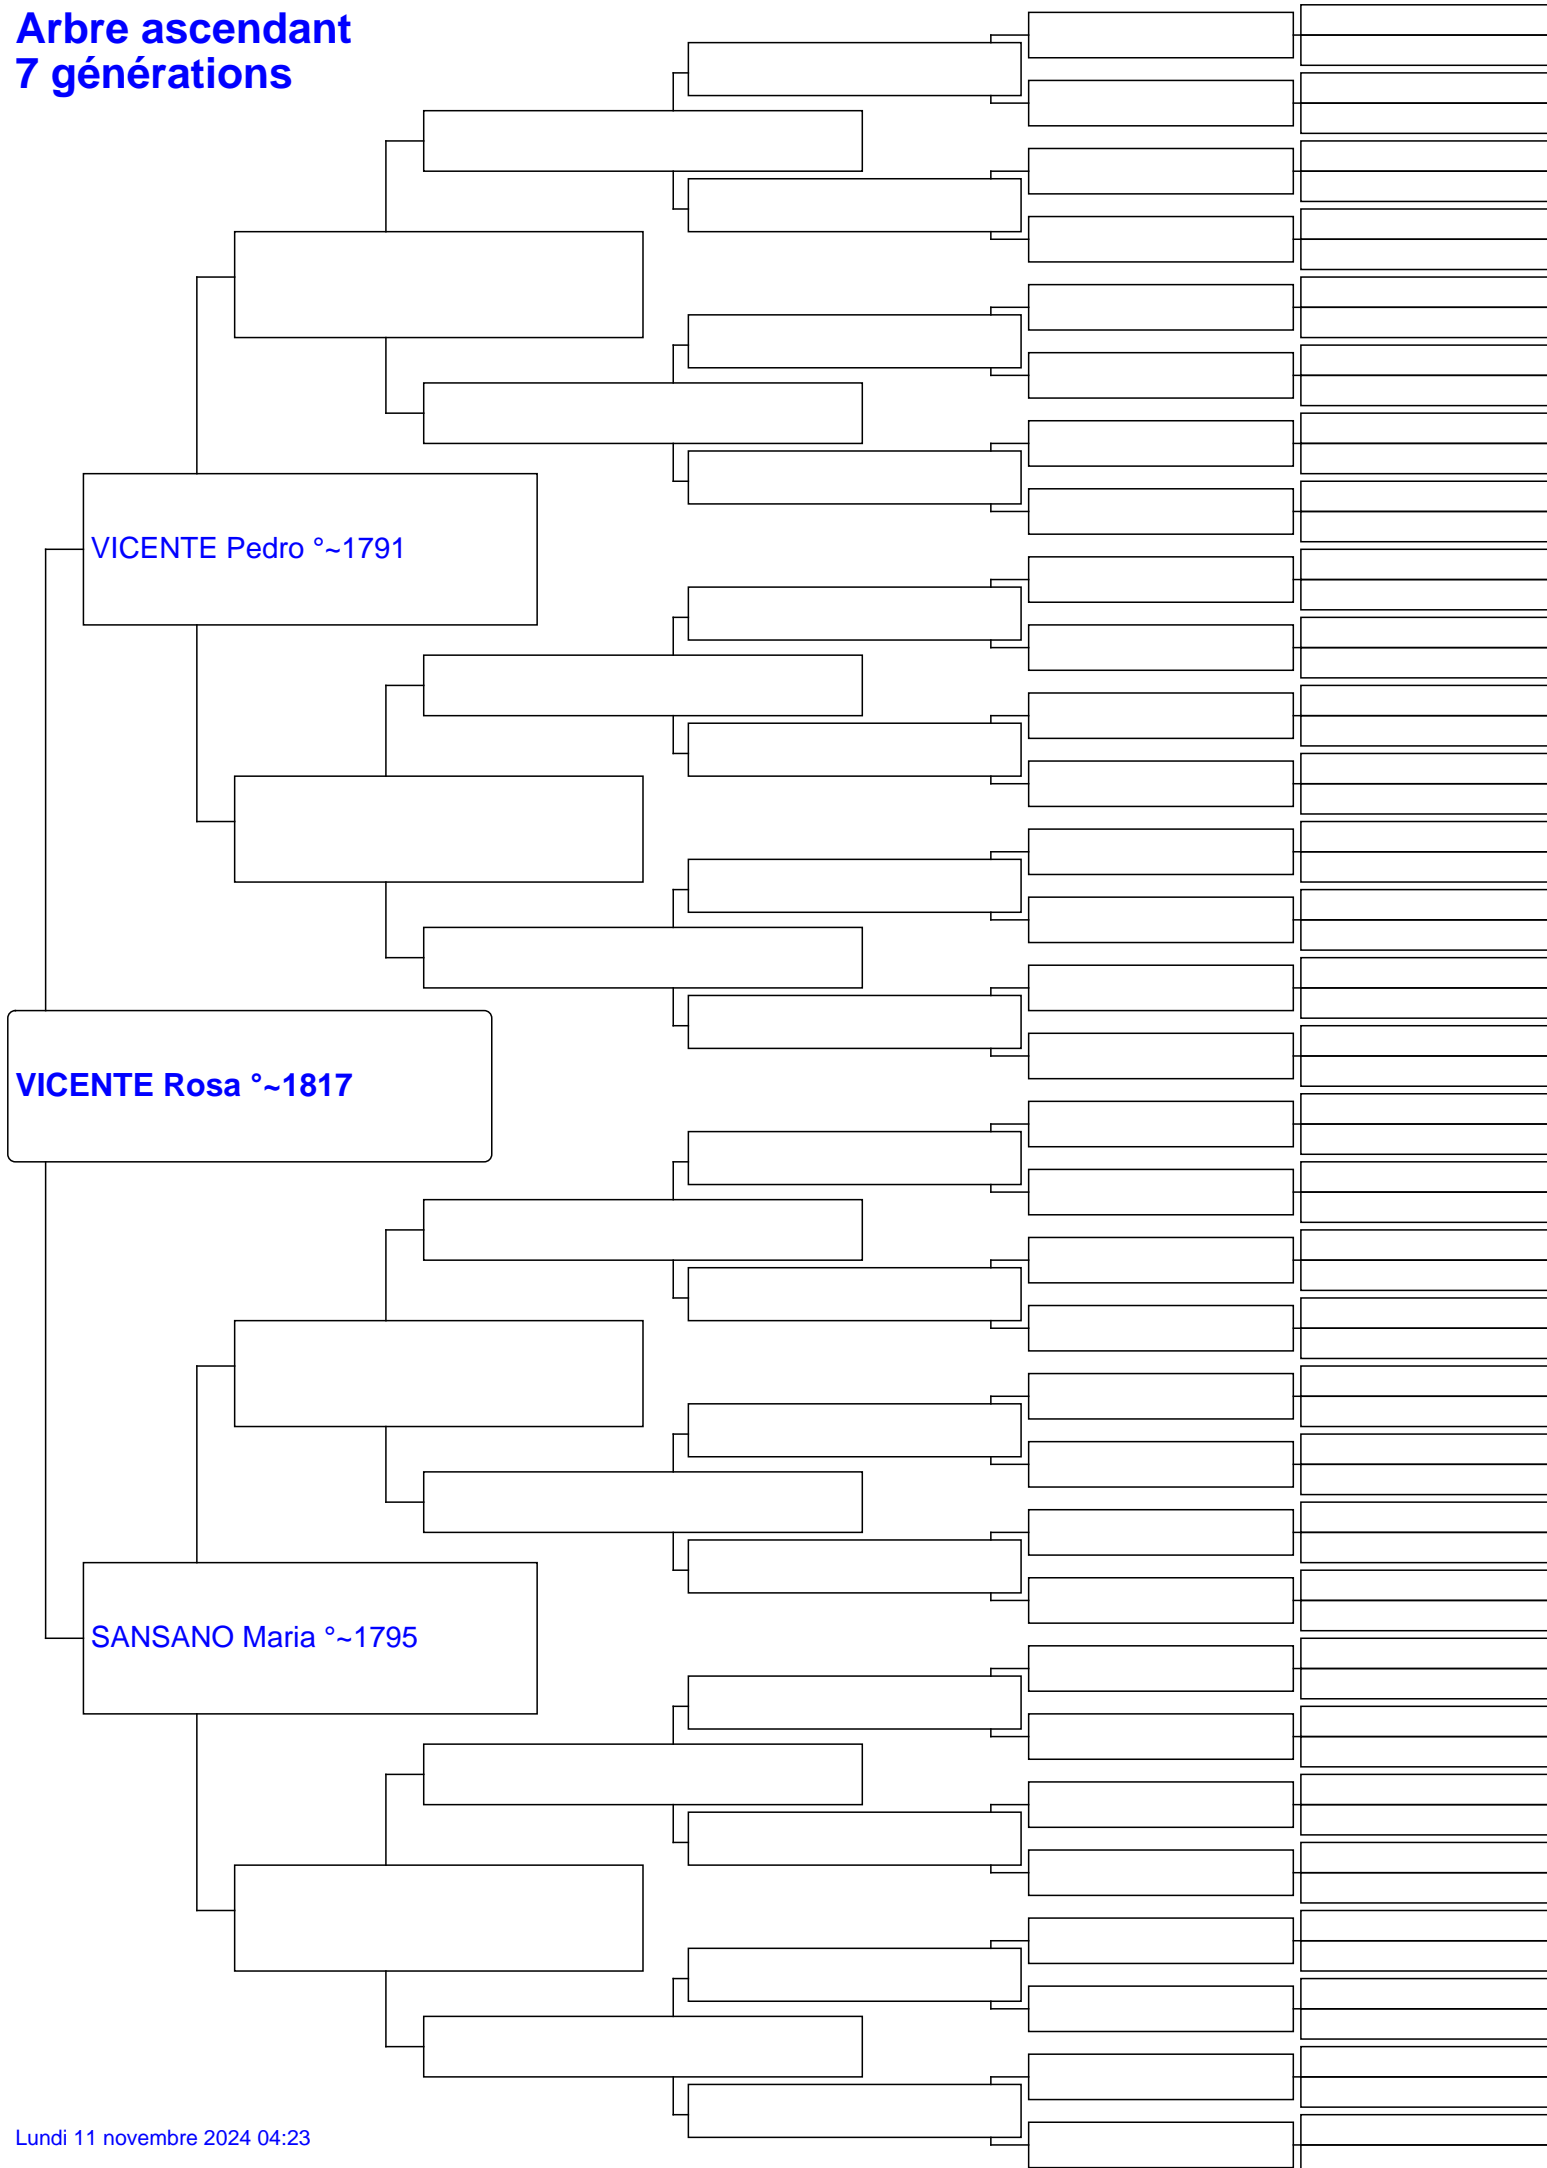 Arbre ascendant
7 générations
VICENTE Pedro °~1791
VICENTE Rosa °~1817
SANSANO Maria °~1795
Lundi 11 novembre 2024 04:23